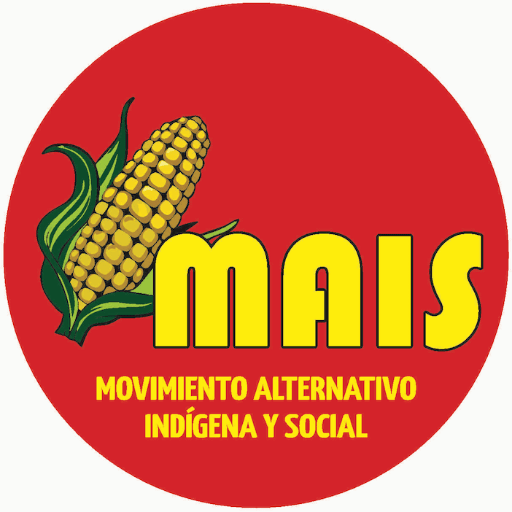 MAIS
MOVIMIENTO ALTERNATIVO
INDÍGENA Y SOCIAL